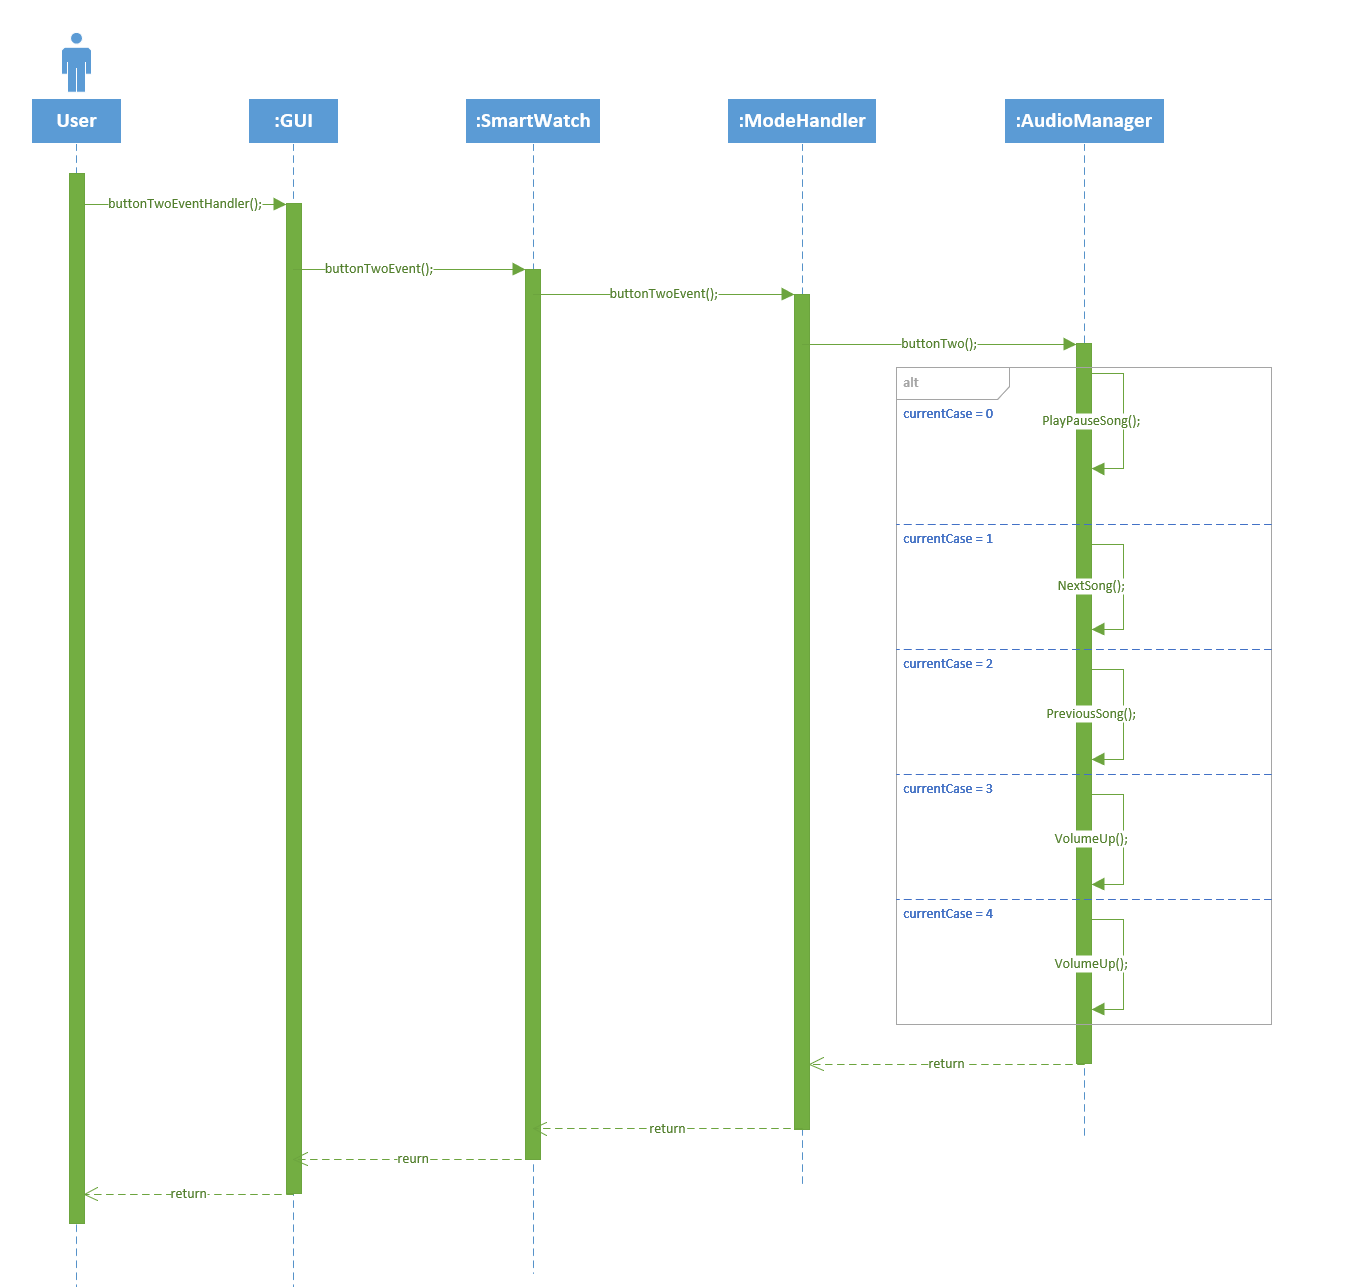 User
:GUI
:SmartWatch
:ModeHandler
:AudioManager
buttonTwoEventHandler();
buttonTwoEvent();
buttonTwoEvent();
buttonTwo();
alt
currentCase = 0
PlayPauseSong();
currentCase = 1
NextSong();
currentCase = 2
PreviousSong();
currentCase = 3
VolumeUp();
currentCase = 4
VolumeUp();
return
return
reurn
return